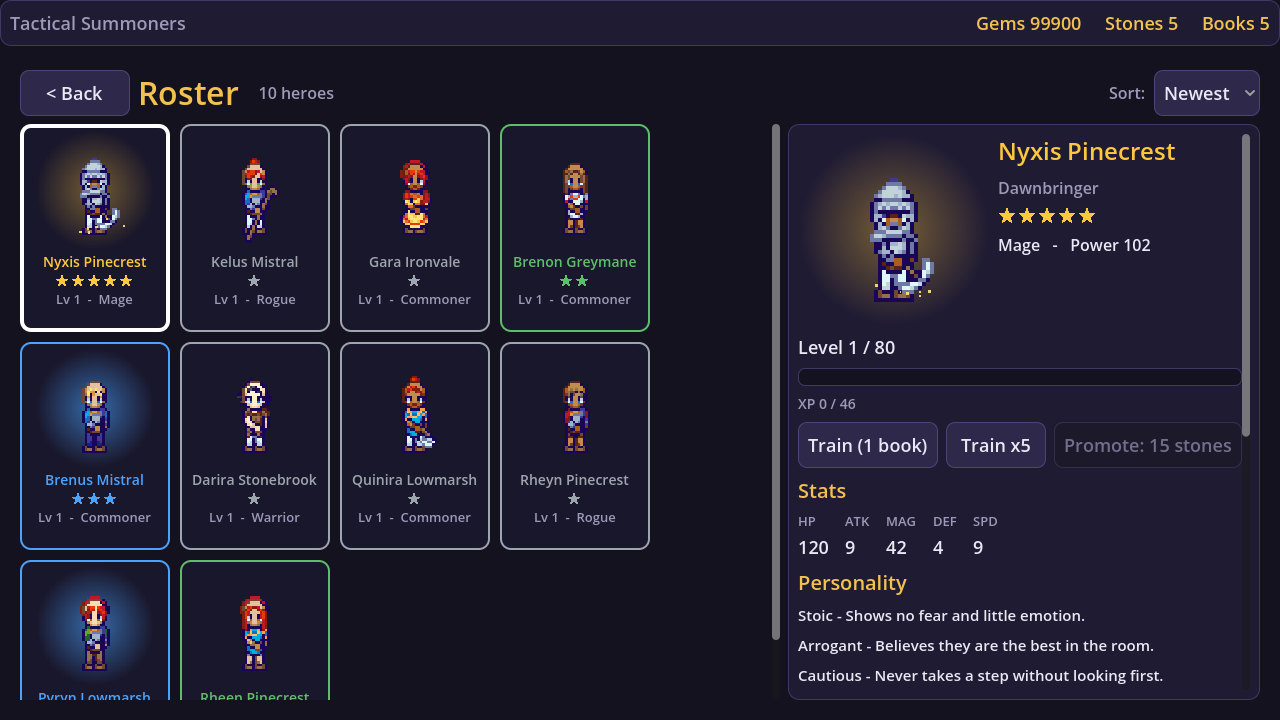 Tactical Summoners
Gems 99900 Stones 5 Books 5
< Back
Roster
10 heroes
Sort:
Newest
Nyxis Pinecrest
Lv 1 - Mage
Kelus Mistral
Lv 1 - Rogue
Gara Ironvale
Lv 1 - Commoner
Brenon Greymane
Lv 1 - Commoner
Brenus Mistral
Lv 1 - Commoner
Darira Stonebrook
Lv 1 - Warrior
Quinira Lowmarsh
Lv 1 - Commoner
Rheyn Pinecrest
Lv 1 - Rogue
Pyryn Lowmarsh
Rheen Pinecrest
Nyxis Pinecrest
Dawnbringer
Mage - Power 102
Level 1 / 80
XP 0 / 46
Train (1 book)
Train x5
Promote: 15 stones
Stats
HP ATK MAG DEF SPD
120 9 42 4 9
Personality
Stoic - Shows no fear and little emotion.
Arrogant - Believes they are the best in the room.
Cautious - Never takes a step without looking first.